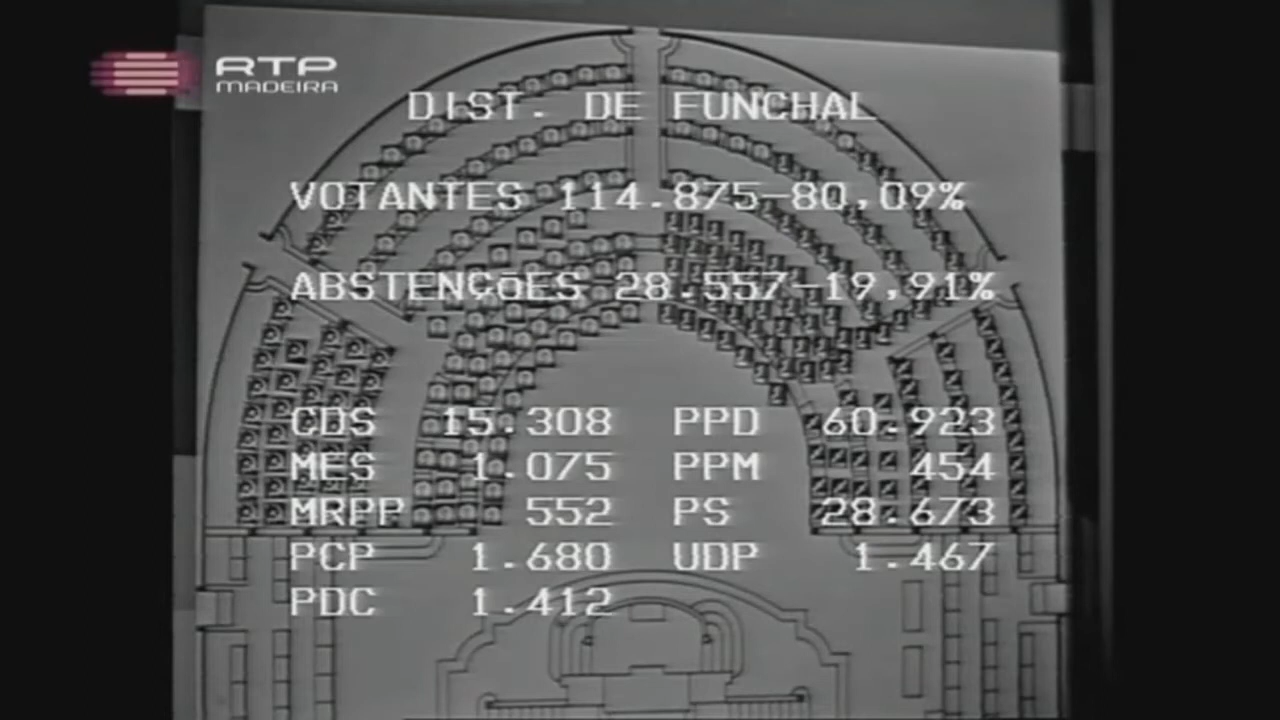 RTP
MADEIRA
DIST. DE FUNCHAL
VOTANTES 114.875-80,09%
ABSTENÇõES 28.557-19,91%
CDS 15.308 PPD 60.923
MES 1.075 PPM 454
MRPP 552 PS 28.673
PCP 1.680 UDP 1.467
PDC 1.412